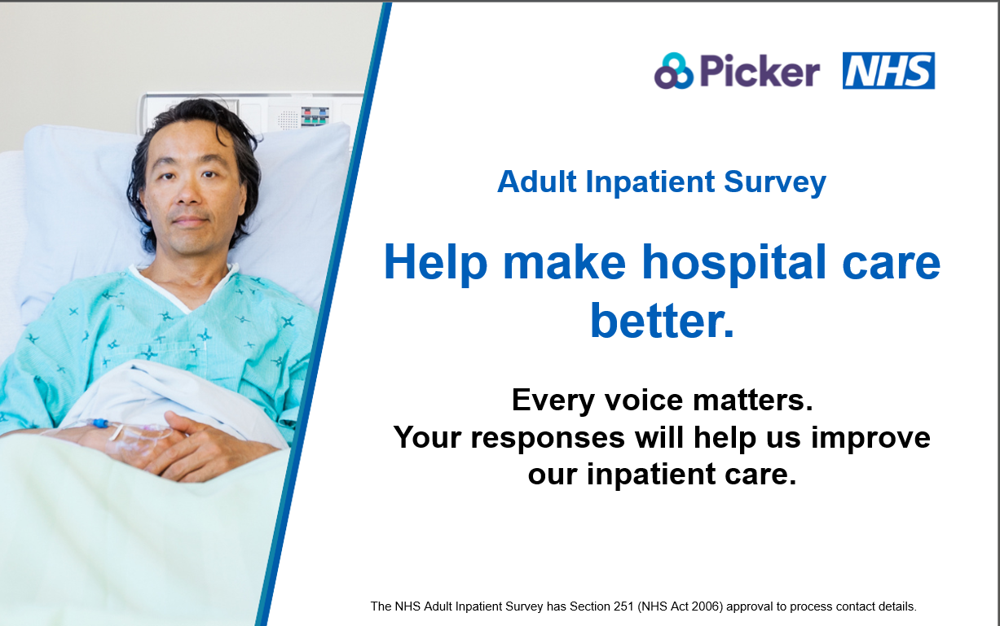 Picker NHS
Adult Inpatient Survey
Help make hospital care
better.
Every voice matters.
Your responses will help us improve
our inpatient care.
The NHS Adult Inpatient Survey has Section 251 (NHS Act 2006) approval to process contact details.